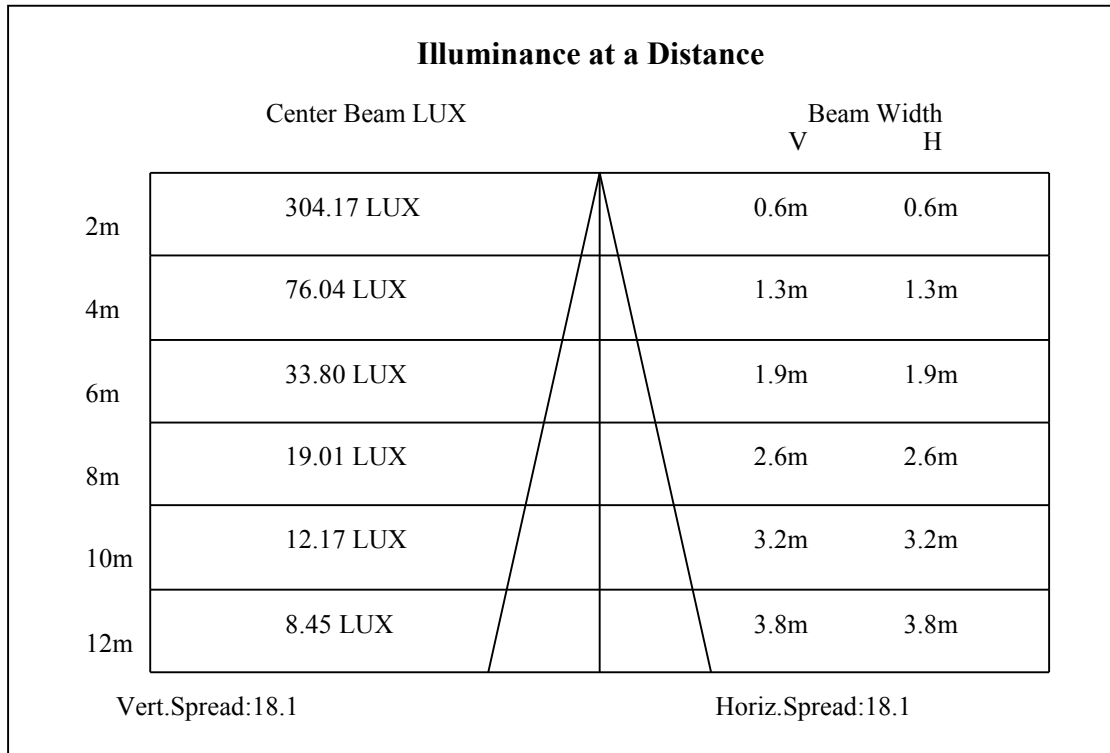 Illuminance at a Distance
Center Beam LUX Beam Width
V H
2m 304.17 LUX 0.6m 0.6m
4m 76.04 LUX 1.3m 1.3m
6m 33.80 LUX 1.9m 1.9m
8m 19.01 LUX 2.6m 2.6m
10m 12.17 LUX 3.2m 3.2m
12m 8.45 LUX 3.8m 3.8m
Vert.Spread:18.1 Horiz.Spread:18.1